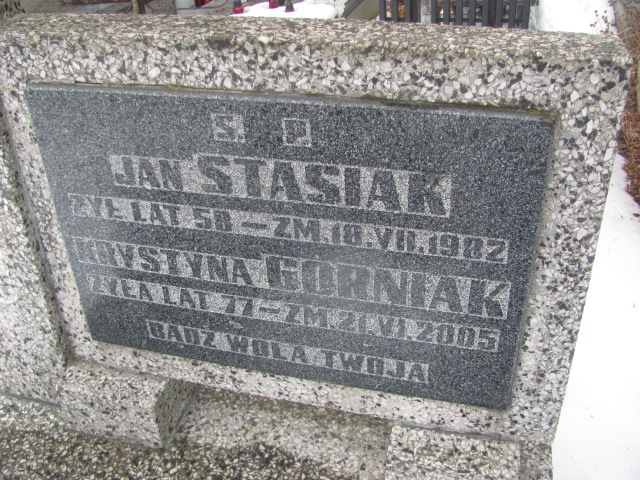 Ś. P.
JAN STASIAK
ŻYŁ LAT 58 - ZM. 18.VII.1982
KRYSTYNA GÓRNIAK
ŻYŁA LAT 77 - ZM. 21.VI.2005
BĄDŹ WOLA TWOJA